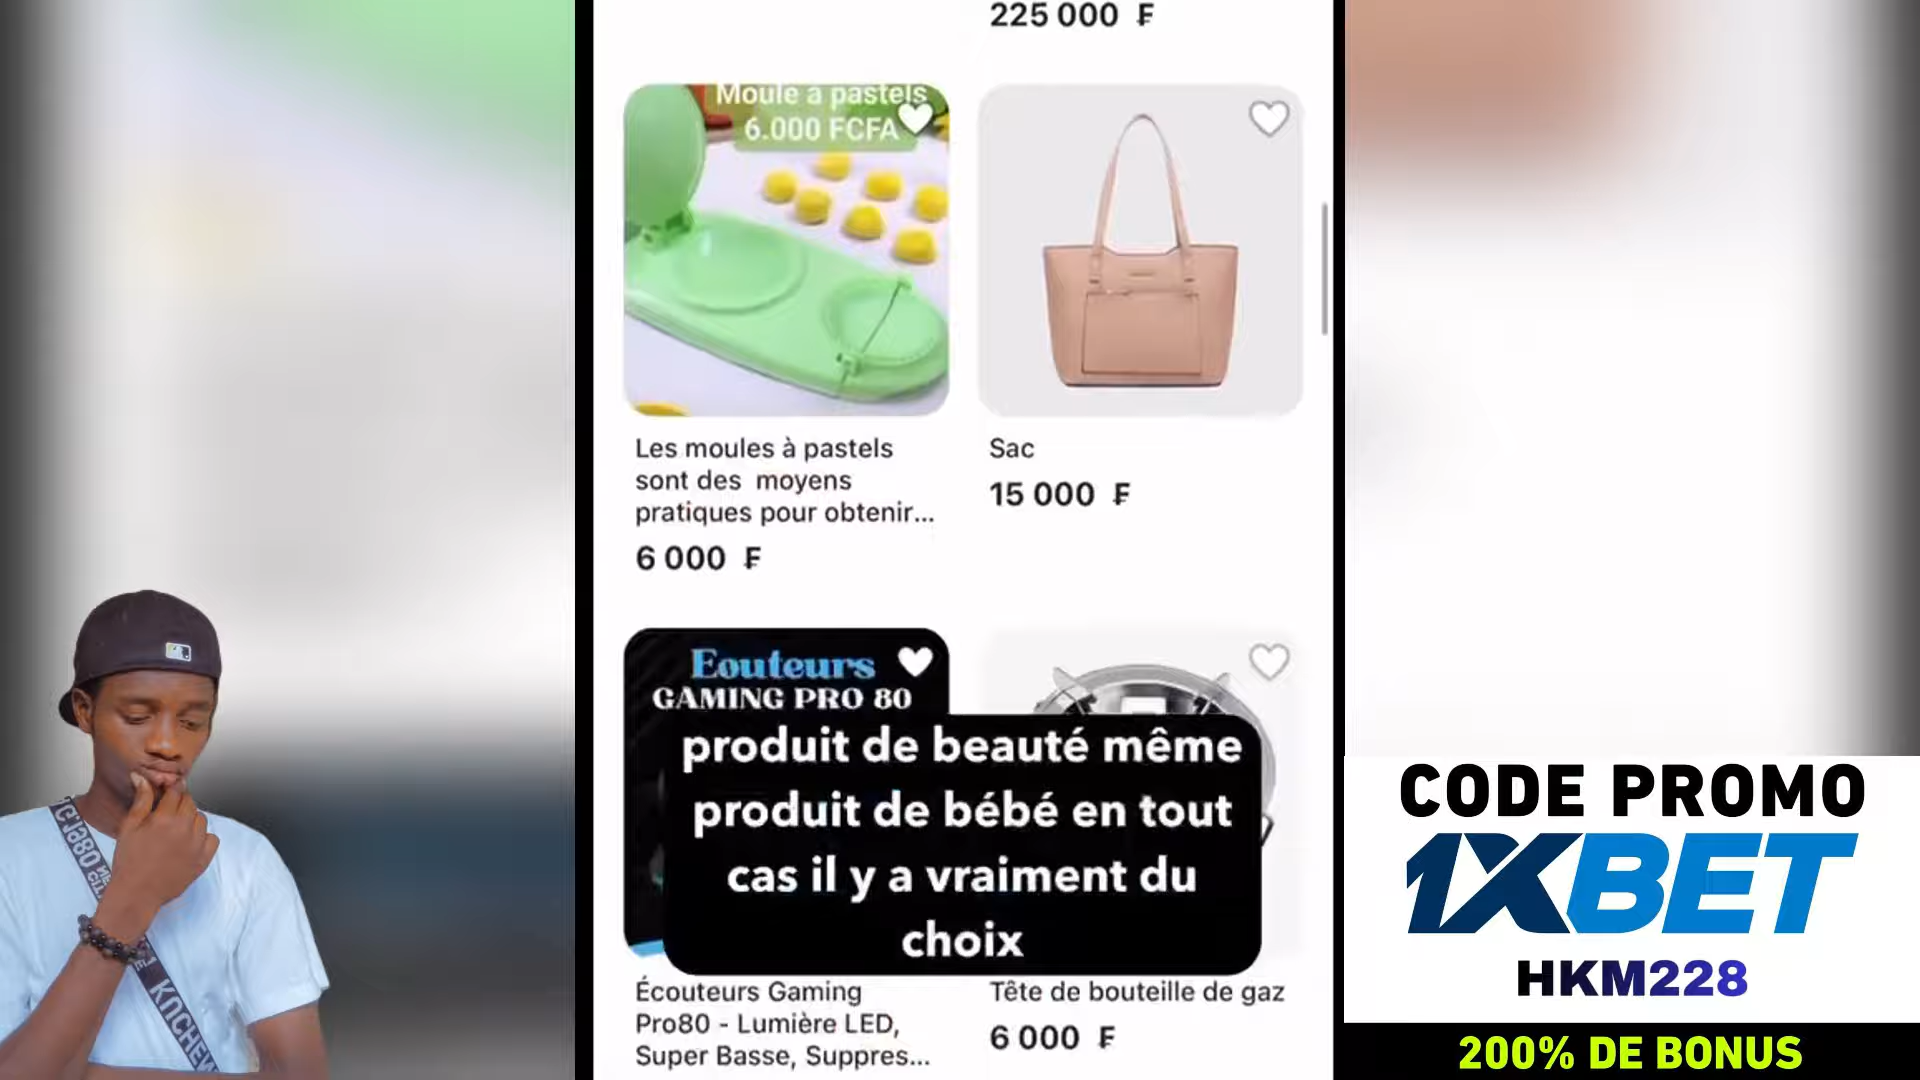 225 000 ₣
Moule a pastels
6.000 FCFA
Les moules à pastels
sont des moyens
pratiques pour obtenir...
6 000 ₣
Sac
15 000 ₣
Eouteurs
GAMING PRO 80
produit de beauté même
produit de bébé en tout
cas il y a vraiment du
choix
Écouteurs Gaming
Pro80 - Lumière LED,
Super Basse, Suppres...
Tête de bouteille de gaz
6 000 ₣
CODE PROMO
1XBET
HKM228
200% DE BONUS